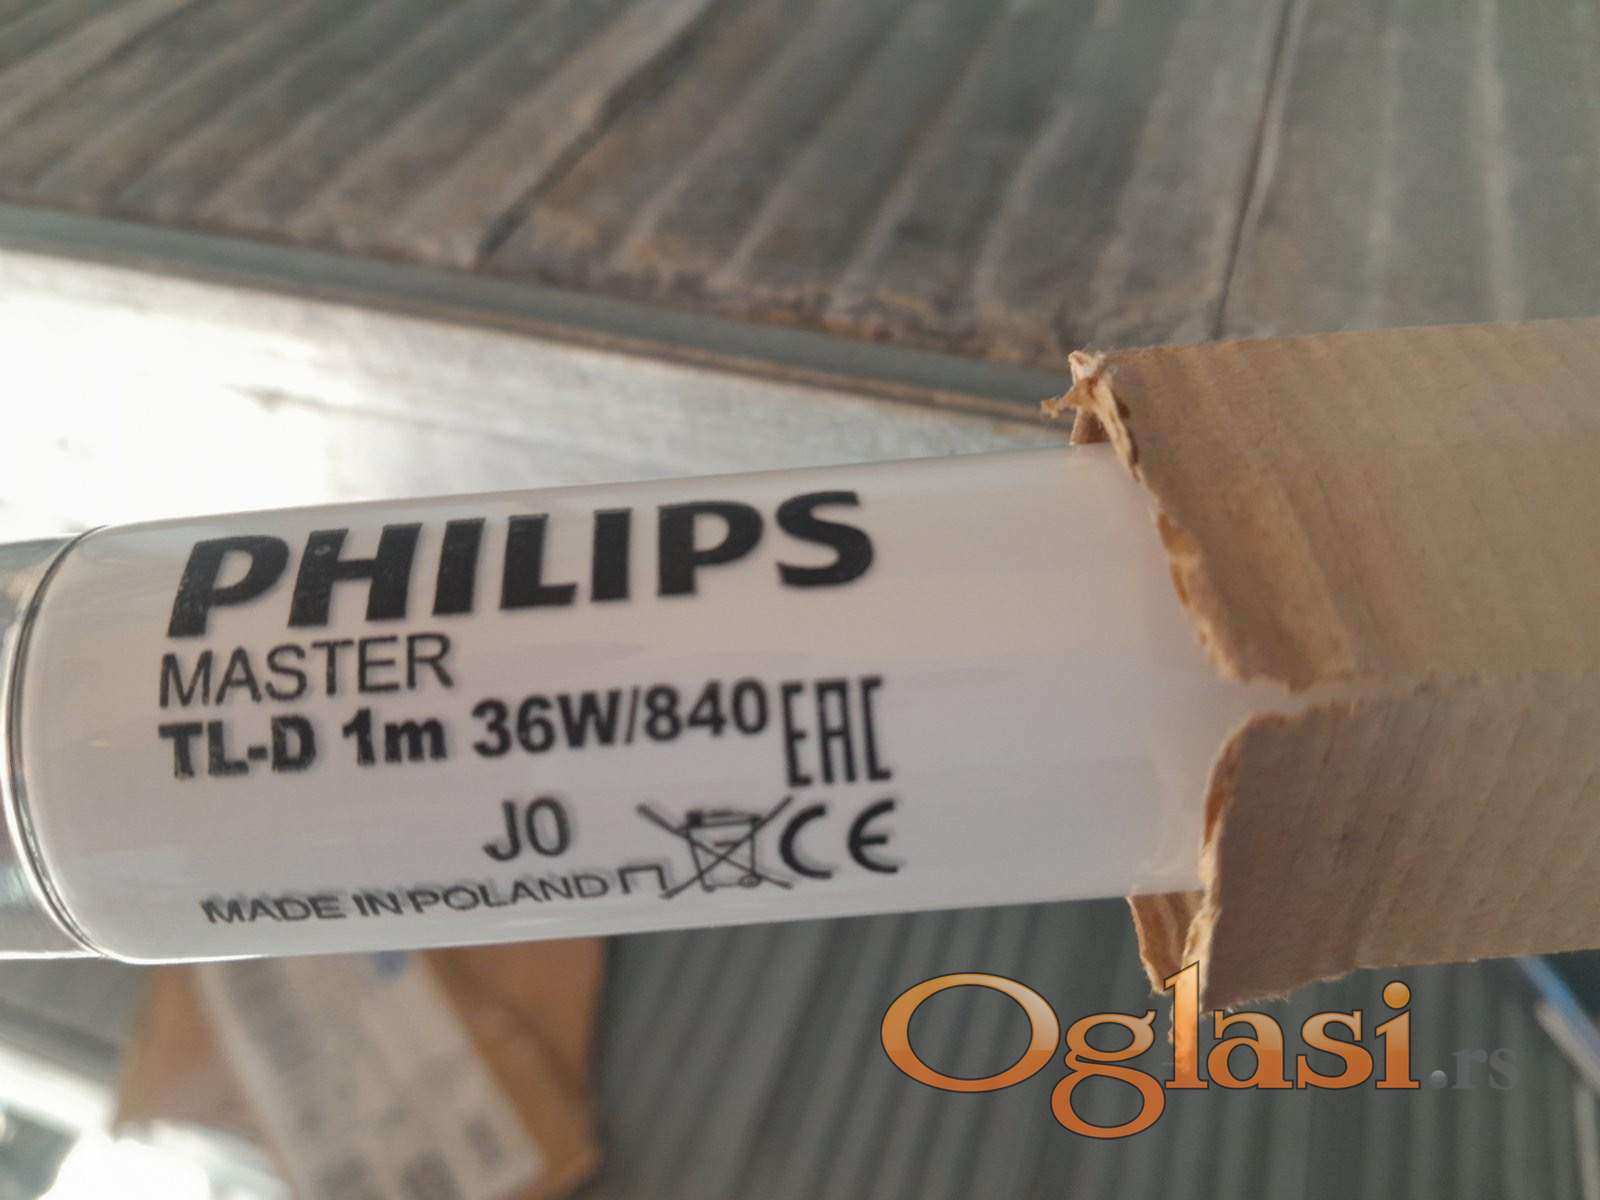 PHILIPS
MASTER
TL-D 1m 36W/840 EAC
J0
MADE IN POLAND CE
Oglasi.rs